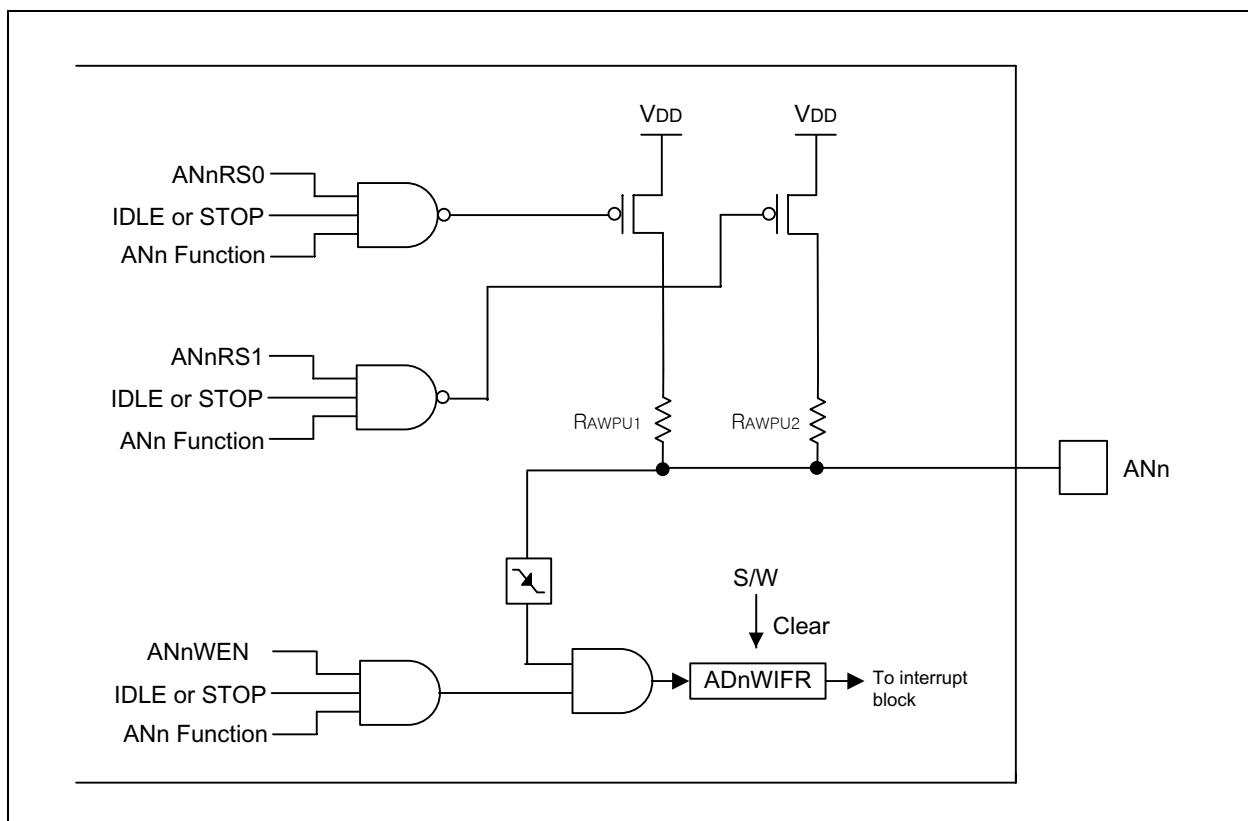 VDD
VDD
ANnRS0
IDLE or STOP
ANn Function
ANnRS1
IDLE or STOP
ANn Function
RAWPU1
RAWPU2
ANn
S/W
Clear
ANnWEN
IDLE or STOP
ANn Function
ADnWIFR
To interrupt
block